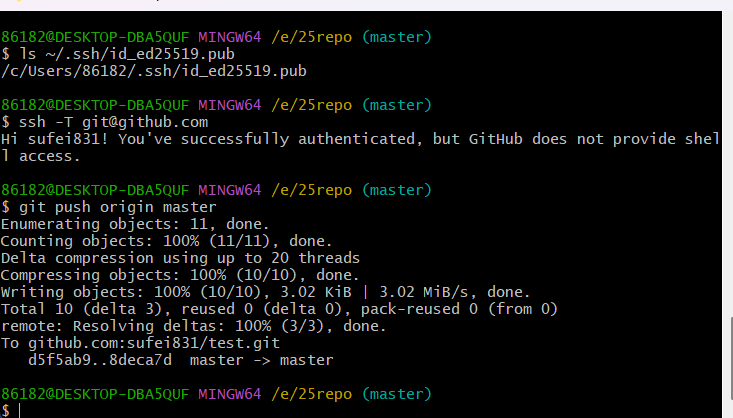 86182@DESKTOP-DBA5QUF MINGW64 /e/25repo (master)
$ ls ~/.ssh/id_ed25519.pub
/c/Users/86182/.ssh/id_ed25519.pub
86182@DESKTOP-DBA5QUF MINGW64 /e/25repo (master)
$ ssh -T git@github.com
Hi sufei831! You've successfully authenticated, but GitHub does not provide shel
l access.
86182@DESKTOP-DBA5QUF MINGW64 /e/25repo (master)
$ git push origin master
Enumerating objects: 11, done.
Counting objects: 100% (11/11), done.
Delta compression using up to 20 threads
Compressing objects: 100% (10/10), done.
Writing objects: 100% (10/10), 3.02 KiB | 3.02 MiB/s, done.
Total 10 (delta 3), reused 0 (delta 0), pack-reused 0 (from 0)
remote: Resolving deltas: 100% (3/3), done.
To github.com:sufei831/test.git
   d5f5ab9..8deca7d  master -> master
86182@DESKTOP-DBA5QUF MINGW64 /e/25repo (master)
$